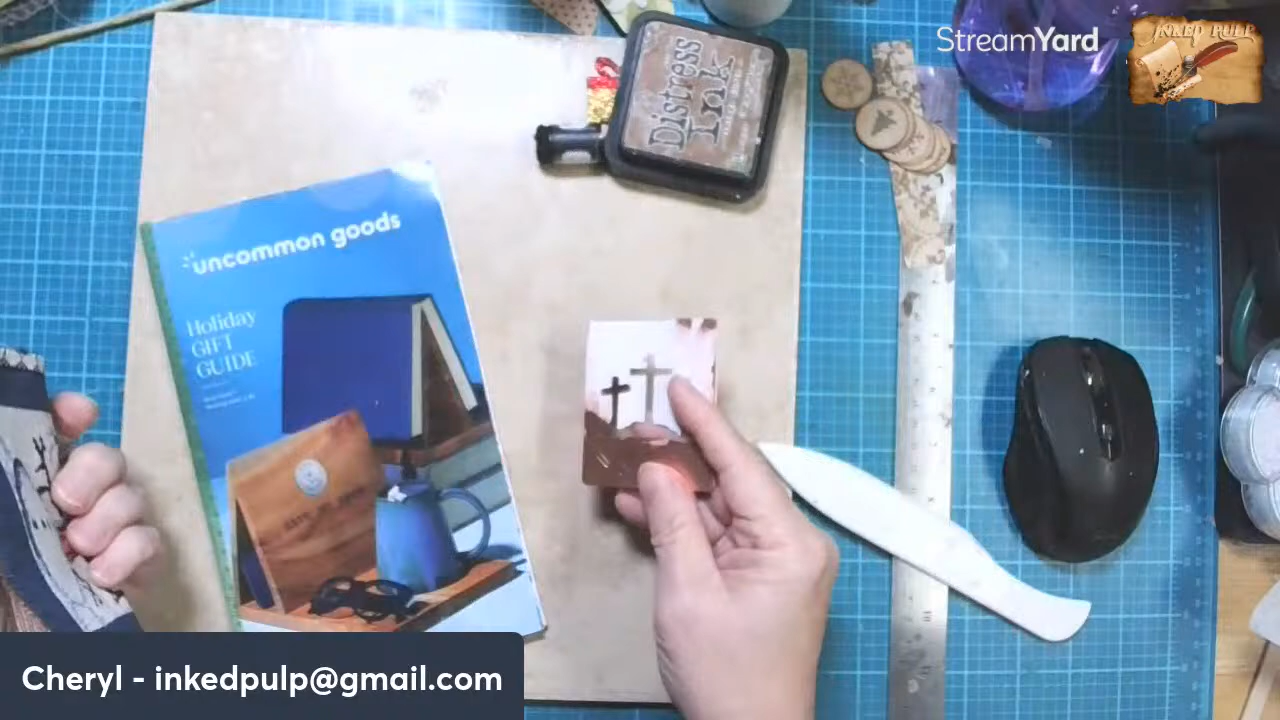 StreamYard
INKED PULP
Distress
Ink
uncommon goods
Holiday
GIFT
GUIDE
Cheryl - inkedpulp@gmail.com